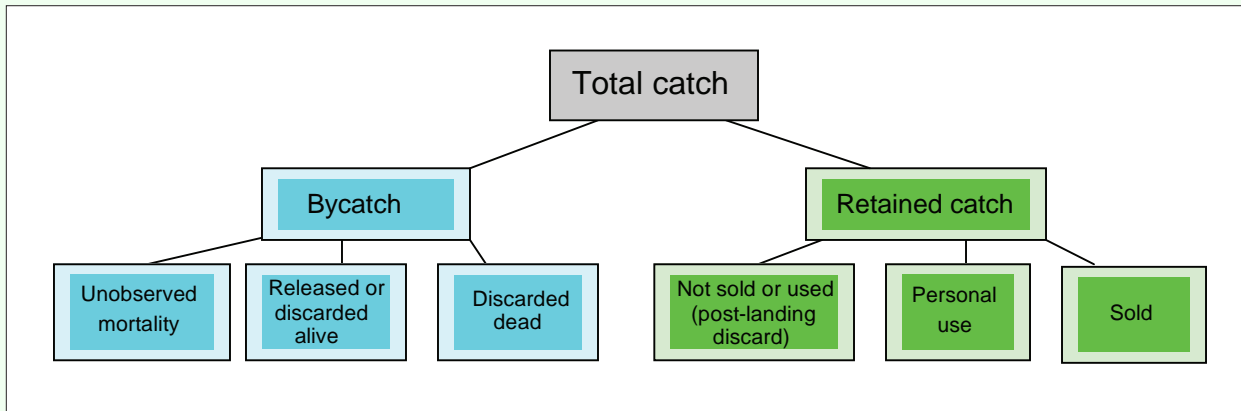 Total catch
Bycatch
Retained catch
Unobserved
mortality
Released or
discarded
alive
Discarded
dead
Not sold or used
(post-landing
discard)
Personal
use
Sold